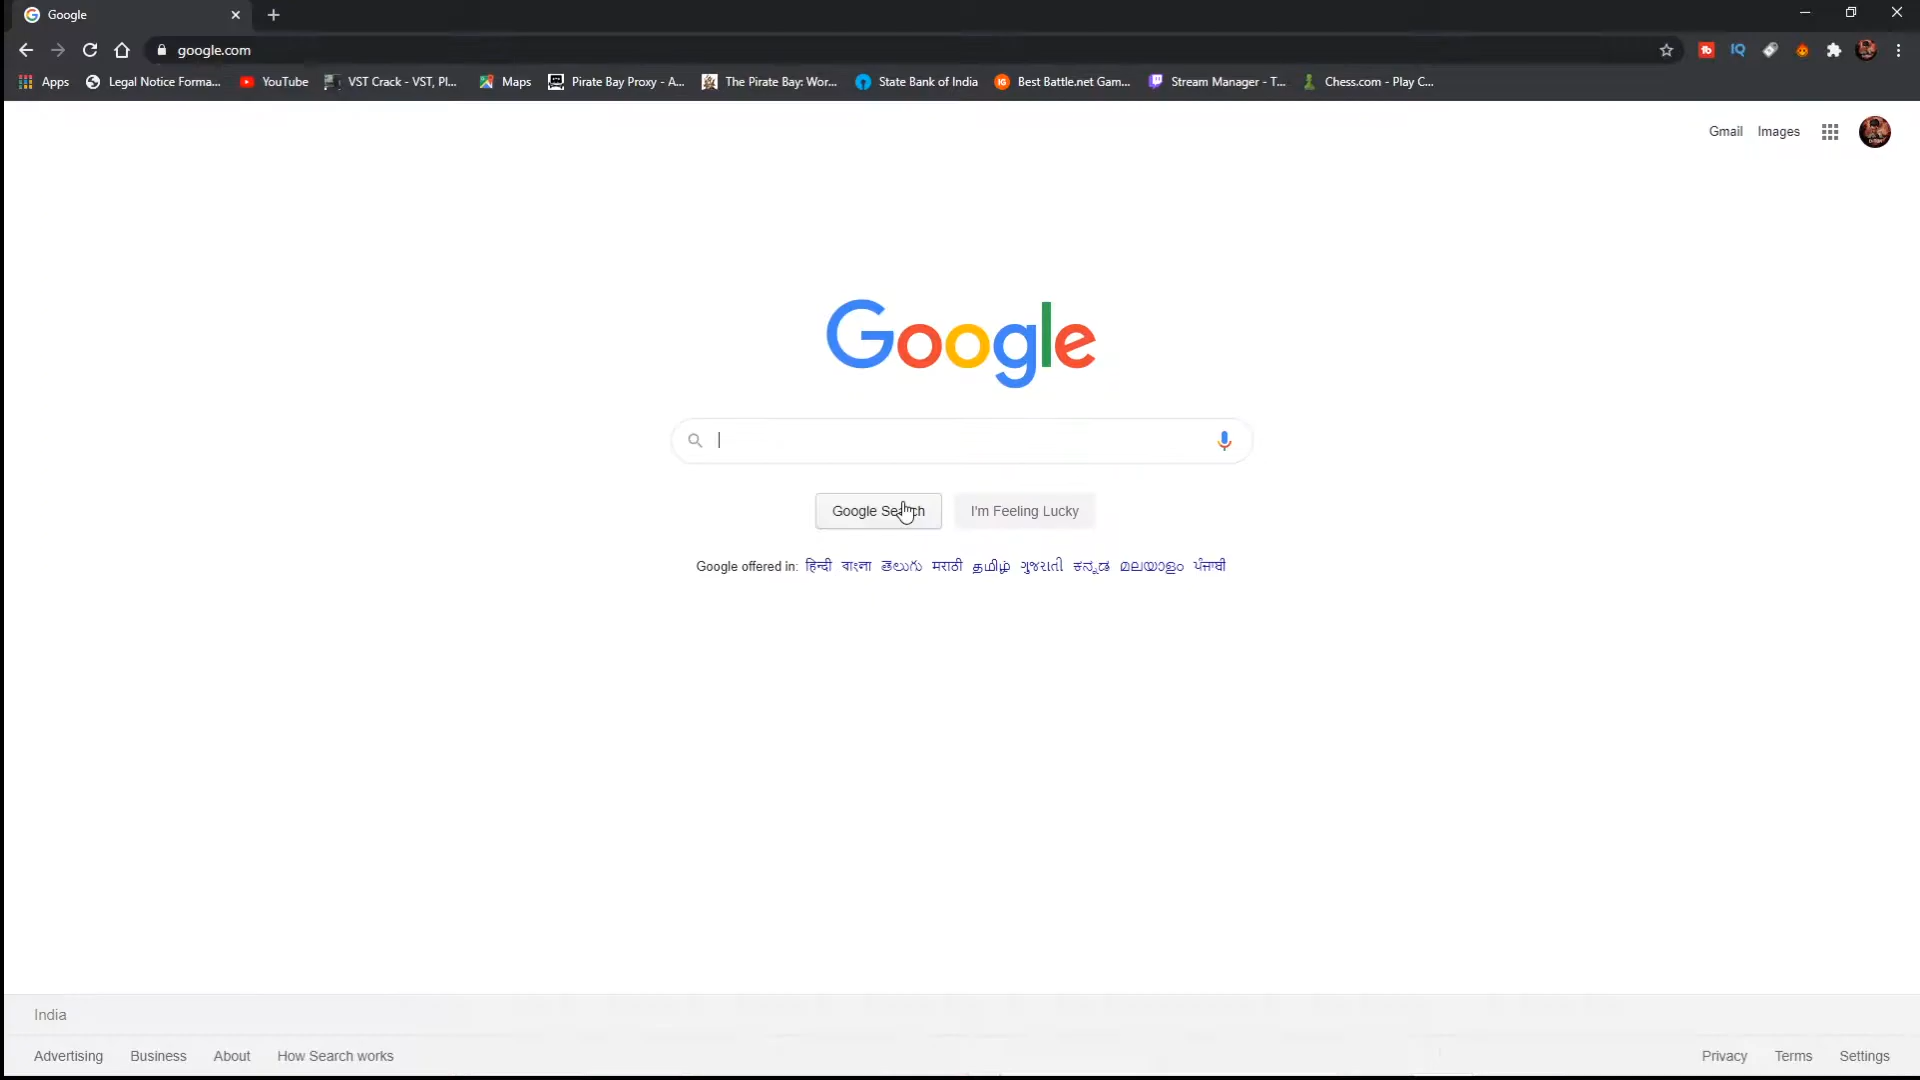 Google
google.com
Apps Legal Notice Forma... YouTube VST Crack - VST, Pl... Maps Pirate Bay Proxy - A... The Pirate Bay: Wor... State Bank of India Best Battle.net Gam... Stream Manager - T... Chess.com - Play C...
Gmail Images
Google
Google Search I'm Feeling Lucky
Google offered in: हिन्दी বাংলা తెలుగు मराठी தமிழ் ગુજરાતી ಕನ್ನಡ മലയാളം ਪੰਜਾਬੀ
India
Advertising Business About How Search works Privacy Terms Settings